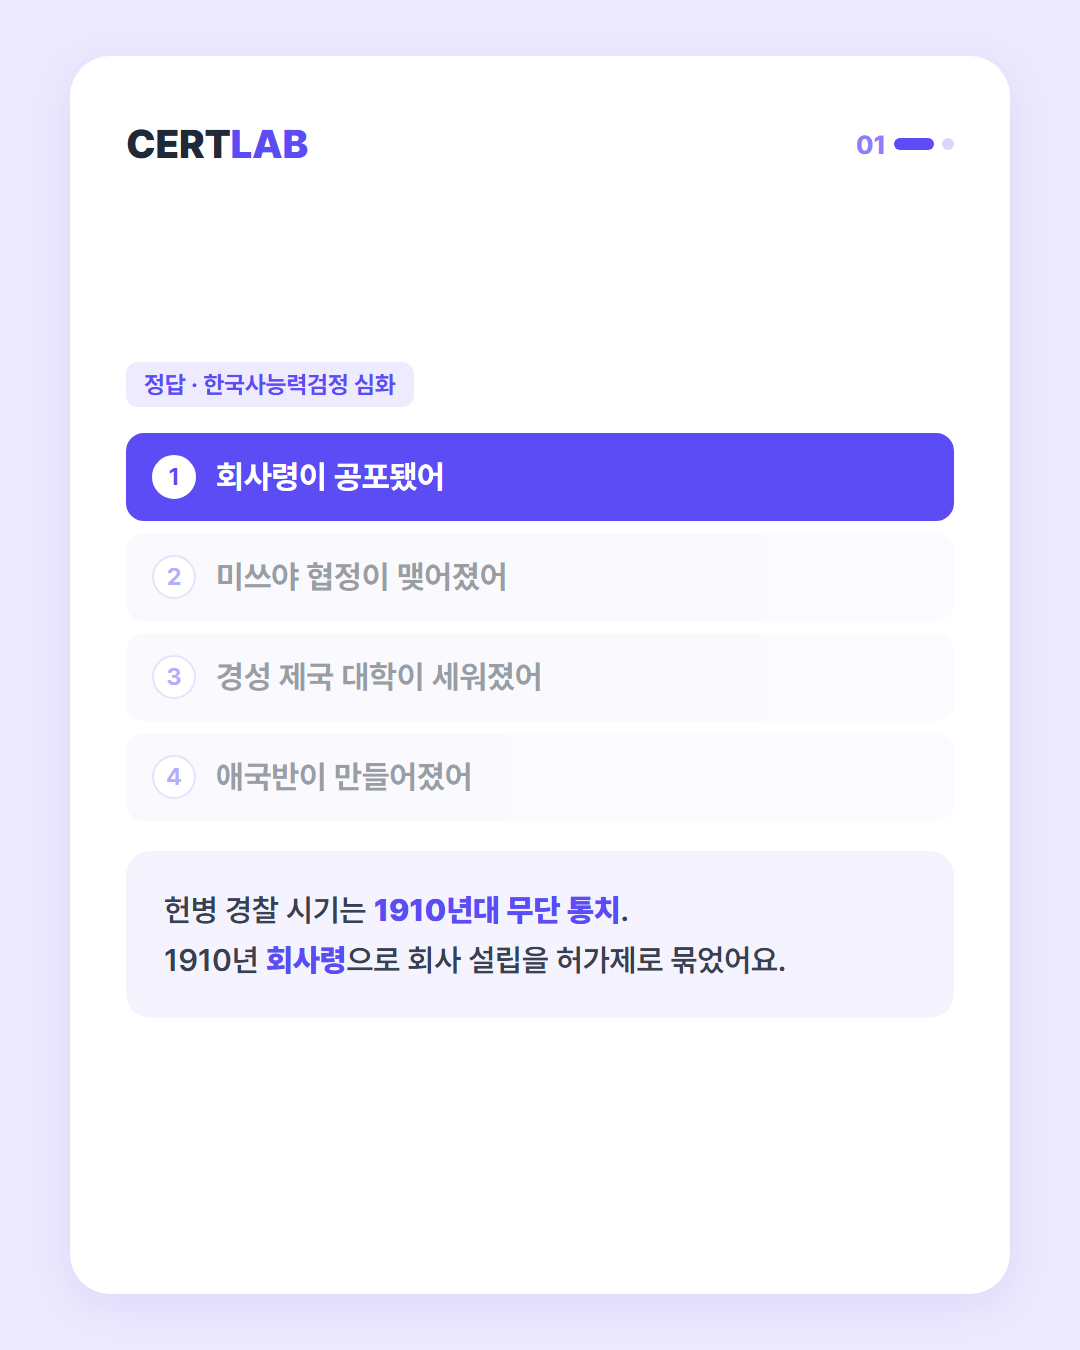 CERTLAB
01
정답 · 한국사능력검정 심화
1 회사령이 공포됐어
2 미쓰야 협정이 맺어졌어
3 경성 제국 대학이 세워졌어
4 애국반이 만들어졌어
헌병 경찰 시기는 1910년대 무단 통치.
1910년 회사령으로 회사 설립을 허가제로 묶었어요.